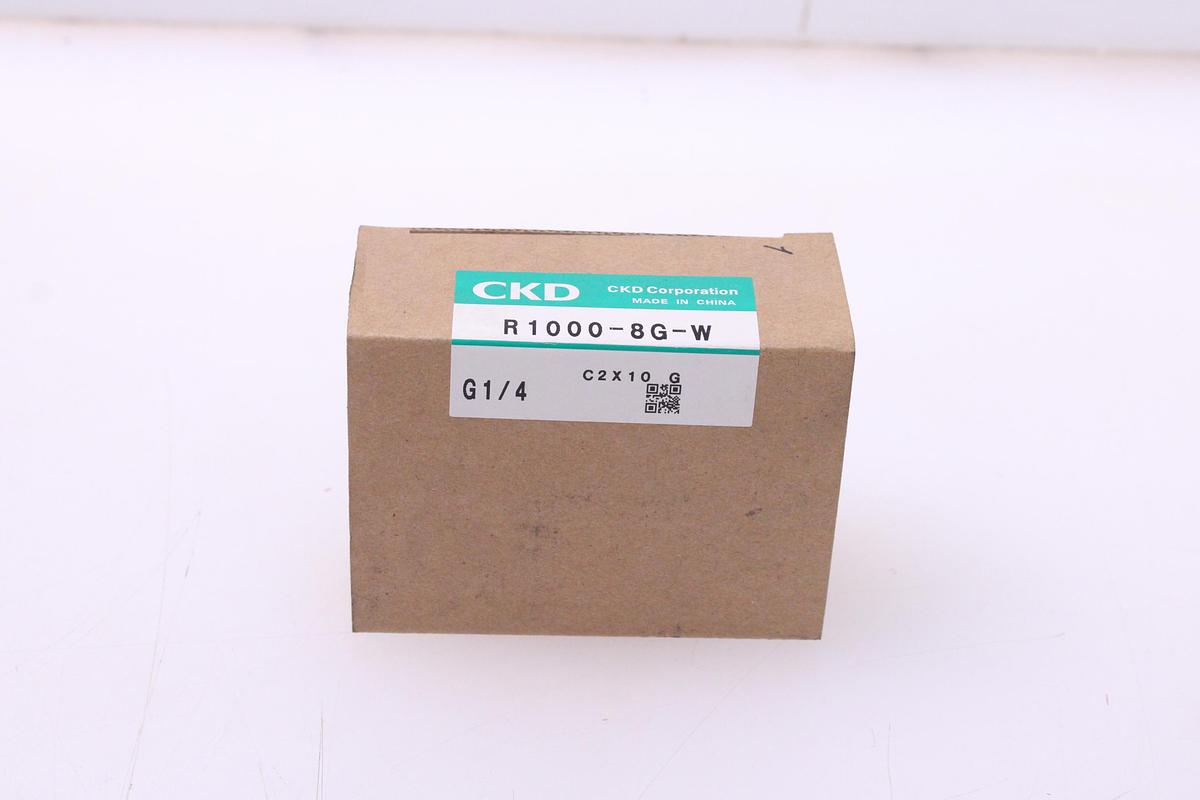 CKD CKD Corporation
MADE IN CHINA
R1000-8G-W
C2X10 G
G1/4